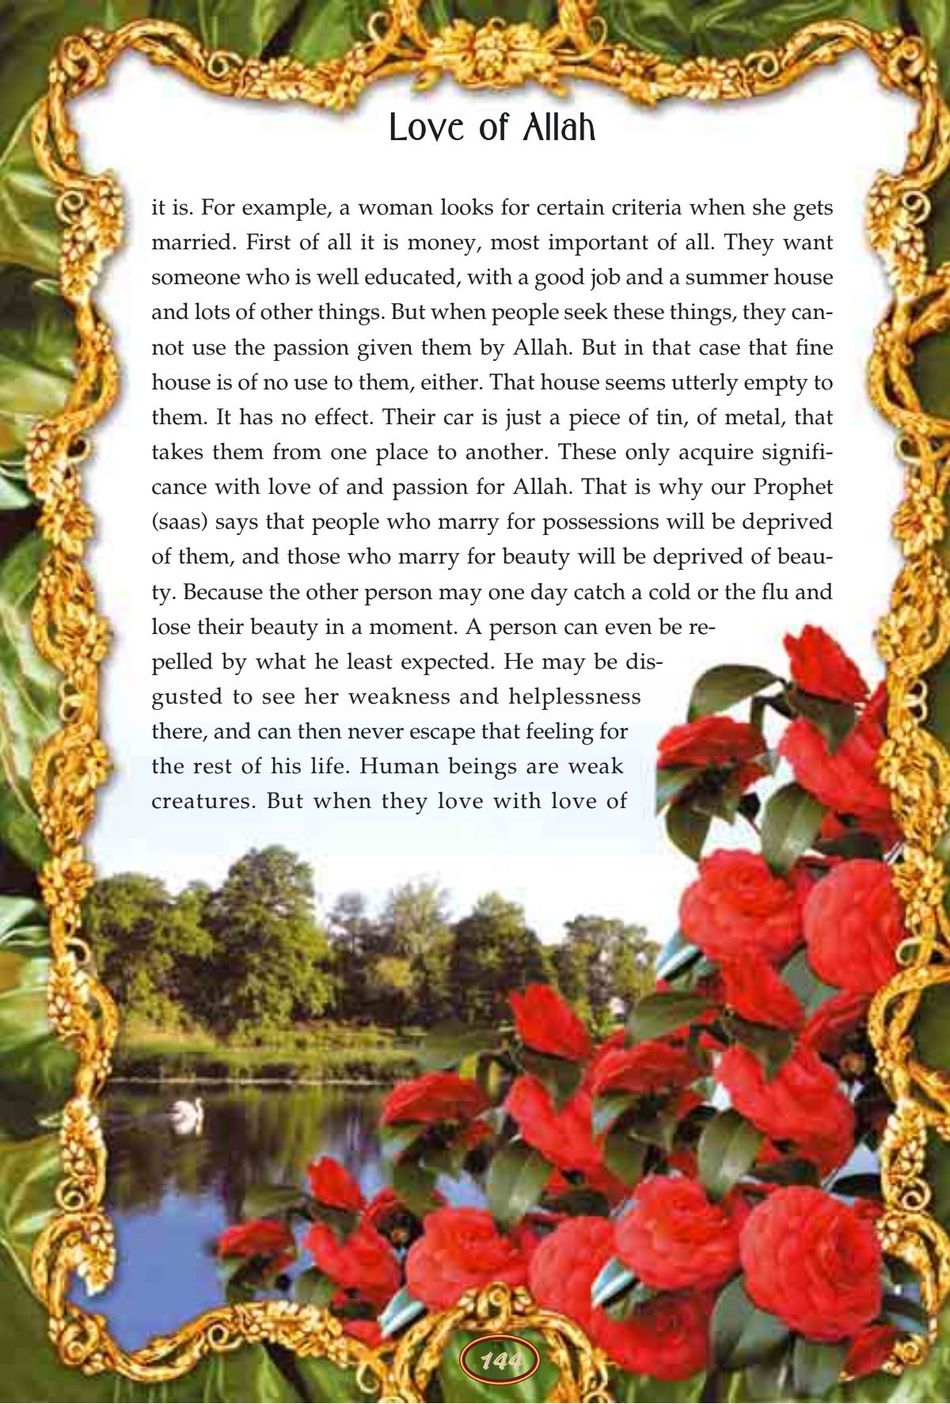 Love of Allah
it is. For example, a woman looks for certain criteria when she gets
married. First of all it is money, most important of all. They want
someone who is well educated, with a good job and a summer house
and lots of other things. But when people seek these things, they can-
not use the passion given them by Allah. But in that case that fine
house is of no use to them, either. That house seems utterly empty to
them. It has no effect. Their car is just a piece of tin, of metal, that
takes them from one place to another. These only acquire signifi-
cance with love of and passion for Allah. That is why our Prophet
(saas) says that people who marry for possessions will be deprived
of them, and those who marry for beauty will be deprived of beau-
ty. Because the other person may one day catch a cold or the flu and
lose their beauty in a moment. A person can even be re-
pelled by what he least expected. He may be dis-
gusted to see her weakness and helplessness
there, and can then never escape that feeling for
the rest of his life. Human beings are weak
creatures. But when they love with love of
144